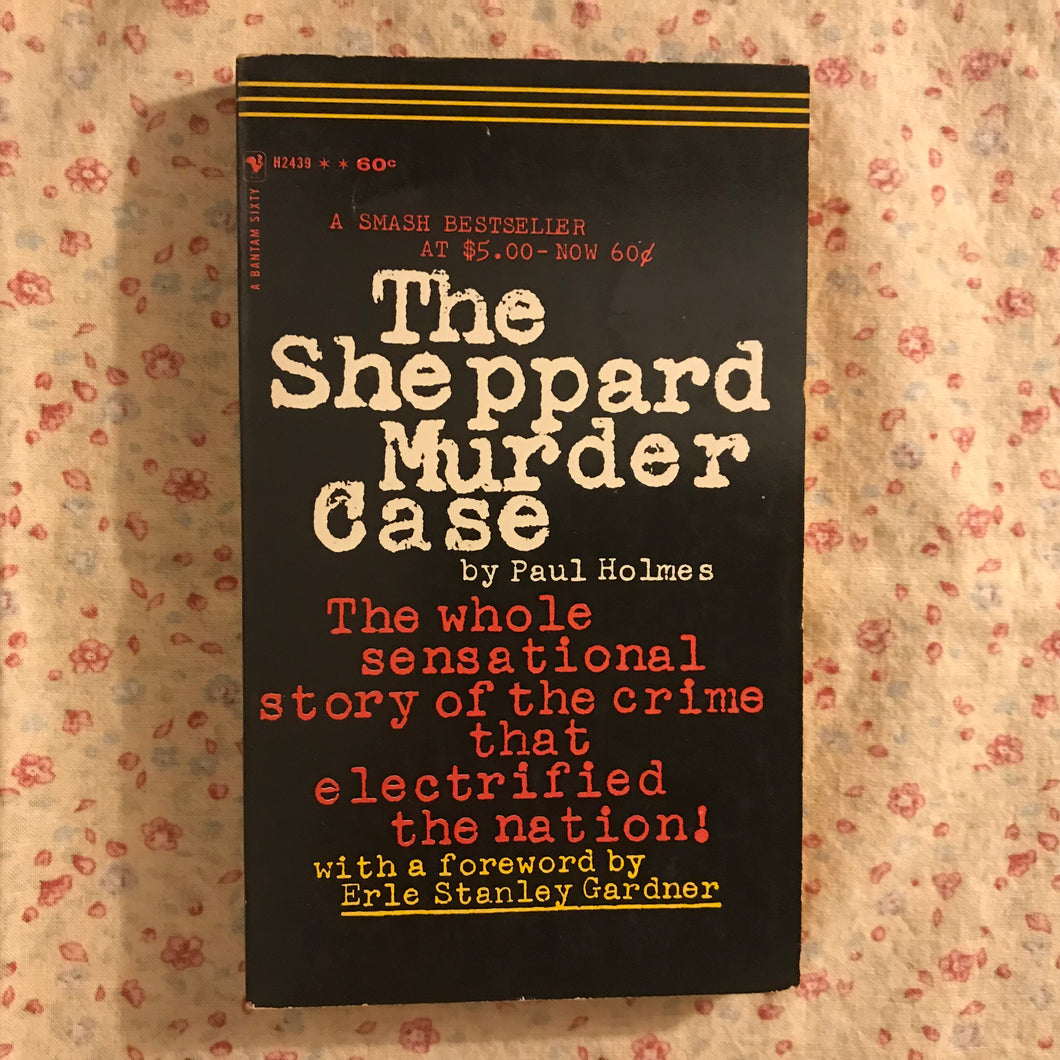 H2439 * * 60c
A BANTAM SIXTY
A SMASH BESTSELLER
AT $5.00-NOW 60¢
The
Sheppard
Murder
Case
by Paul Holmes
The whole
sensational
story of the crime
that
electrified
the nation!
with a foreword by
Erle Stanley Gardner